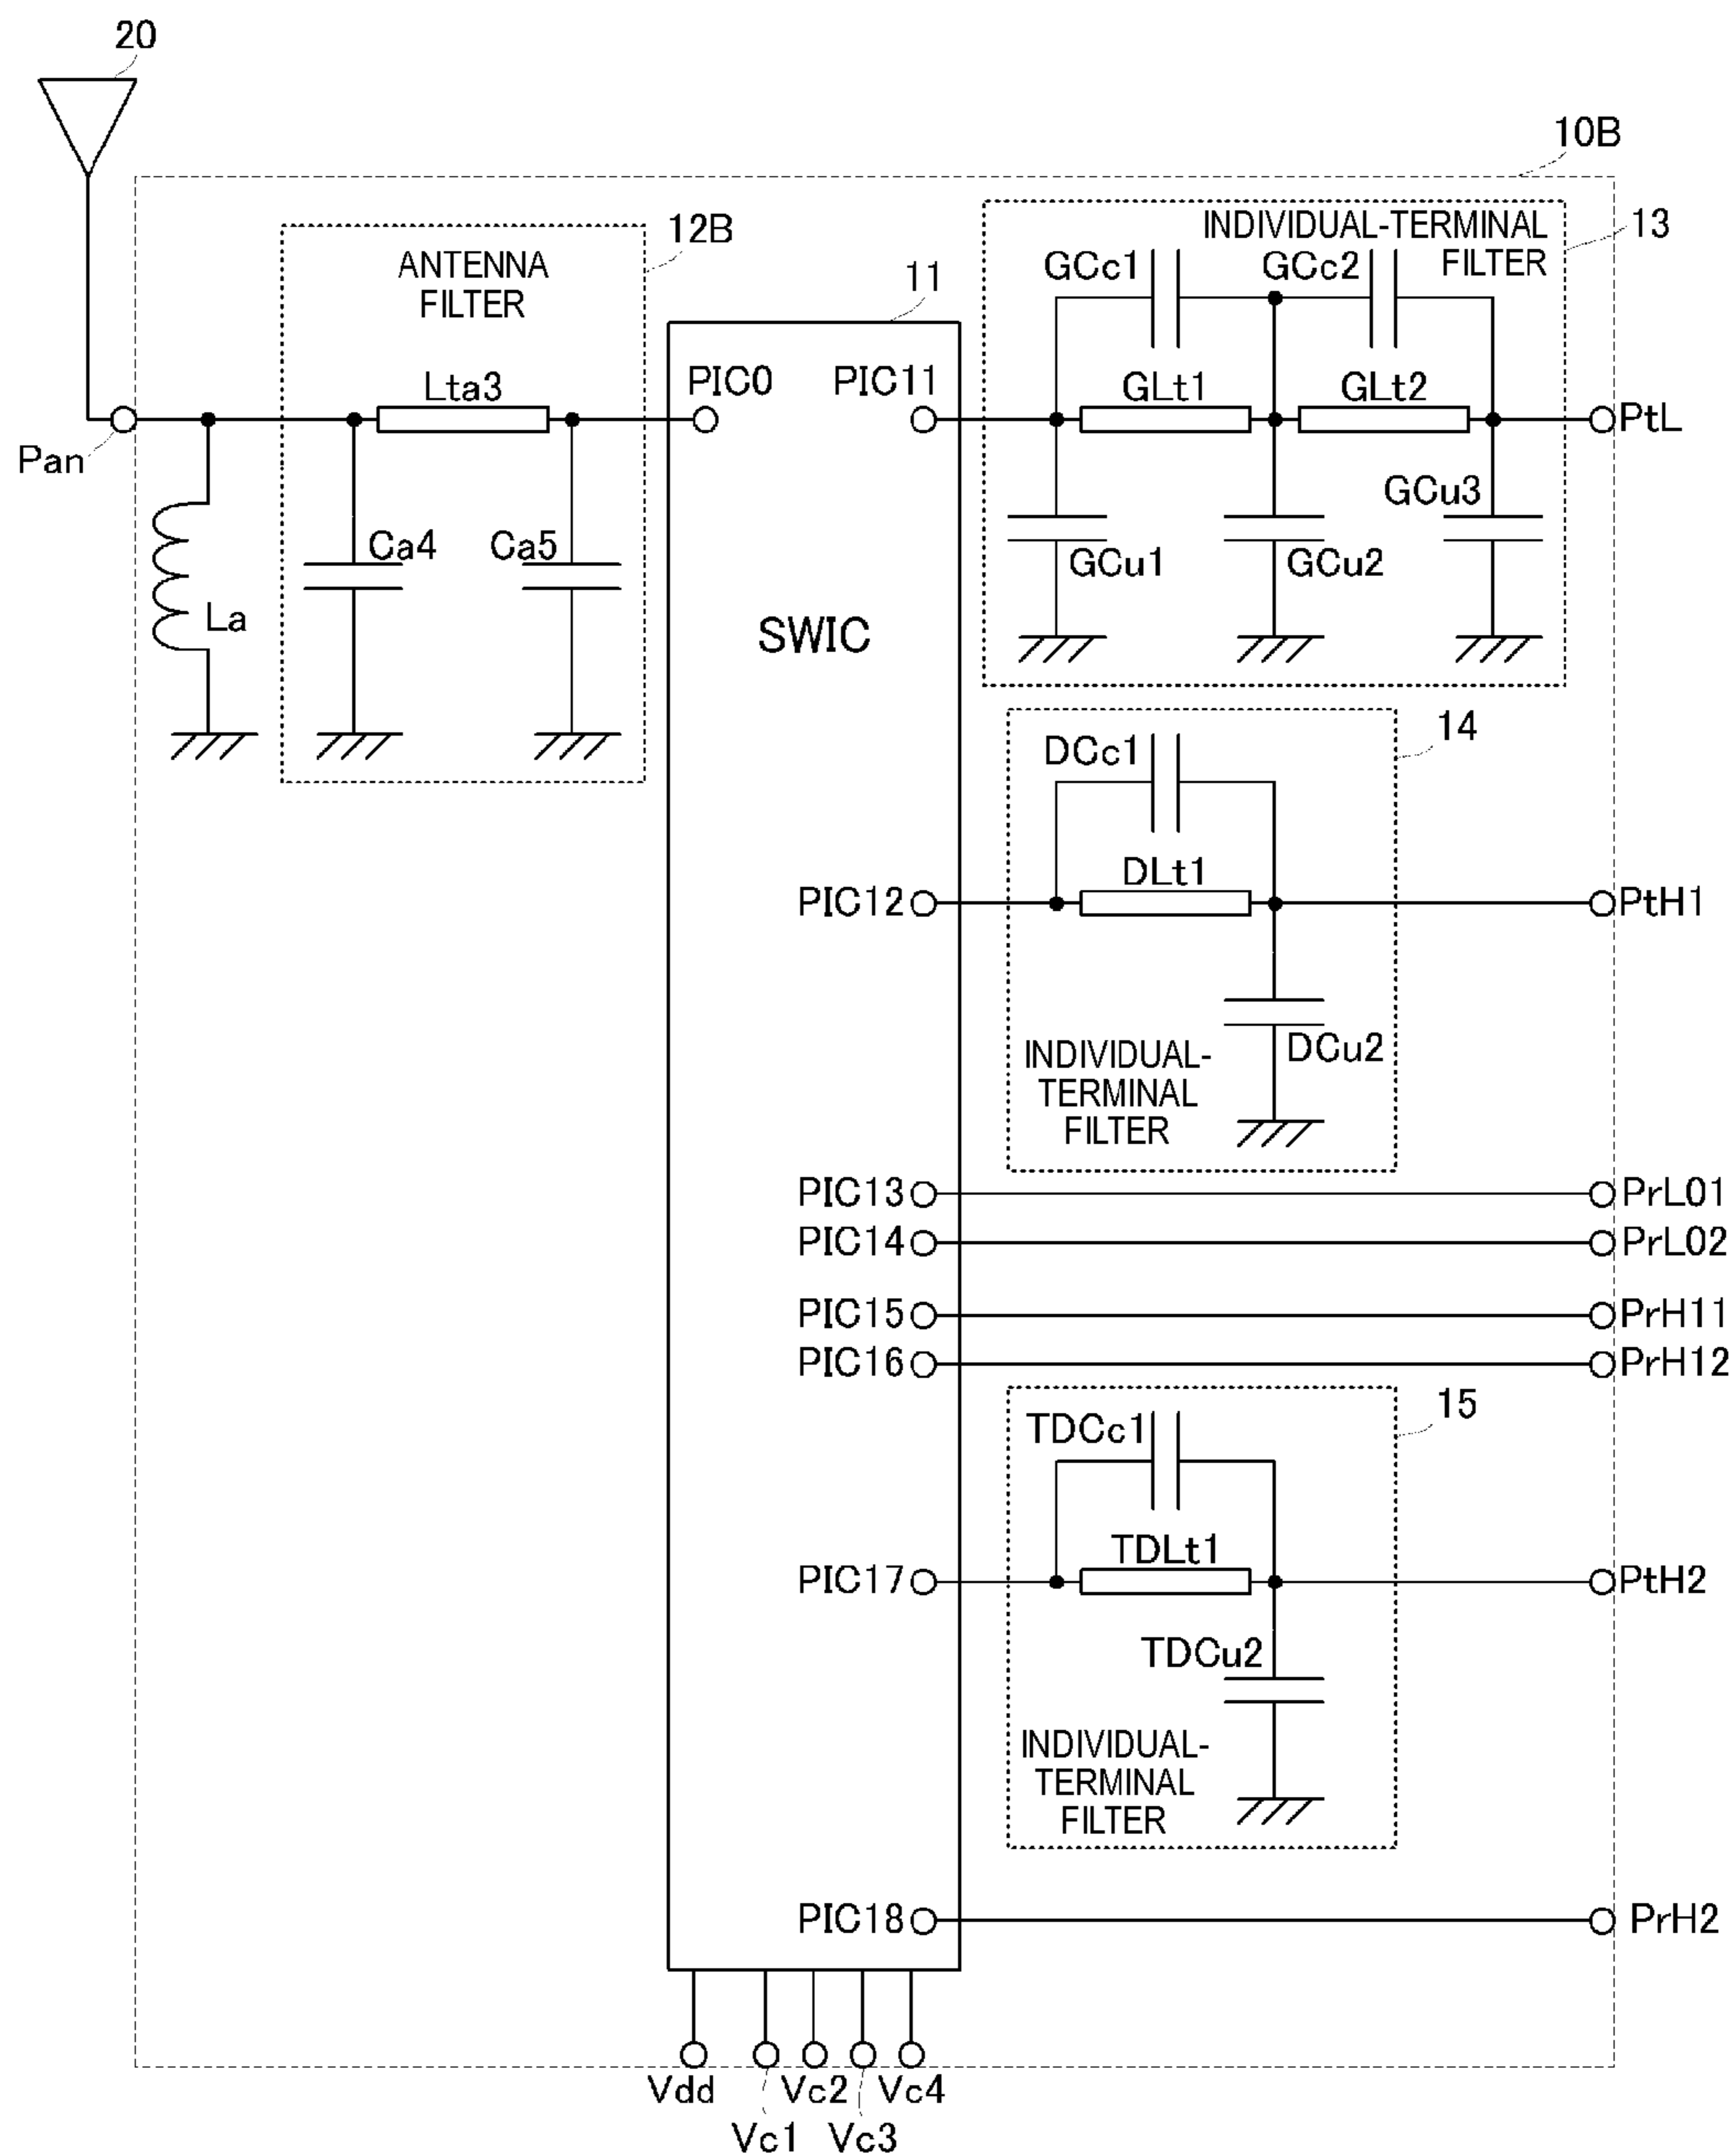 20
10B
12B
ANTENNA
FILTER
11
INDIVIDUAL-TERMINAL
FILTER
13
GCc1
GCc2
Lta3
PIC0
PIC11
GLt1
GLt2
PtL
Pan
GCu3
Ca4
Ca5
GCu1
GCu2
La
SWIC
14
DCc1
DLt1
PIC12
PtH1
DCu2
INDIVIDUAL-
TERMINAL
FILTER
PIC13
PrL01
PIC14
PrL02
PIC15
PrH11
PIC16
PrH12
15
TDCc1
TDLt1
PIC17
PtH2
TDCu2
INDIVIDUAL-
TERMINAL
FILTER
PIC18
PrH2
Vdd
Vc2
Vc4
Vc1
Vc3